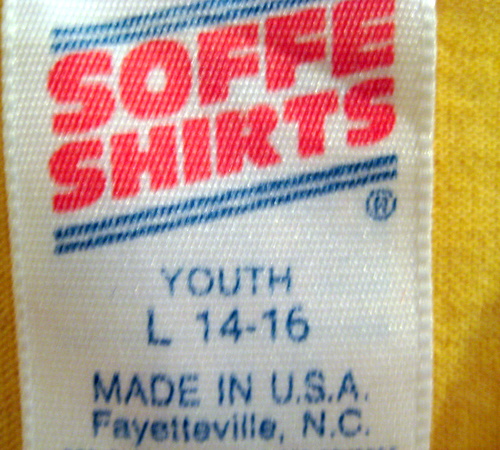 SOFFE
SHIRTS
®
YOUTH
L 14-16
MADE IN U.S.A.
Fayetteville, N.C.